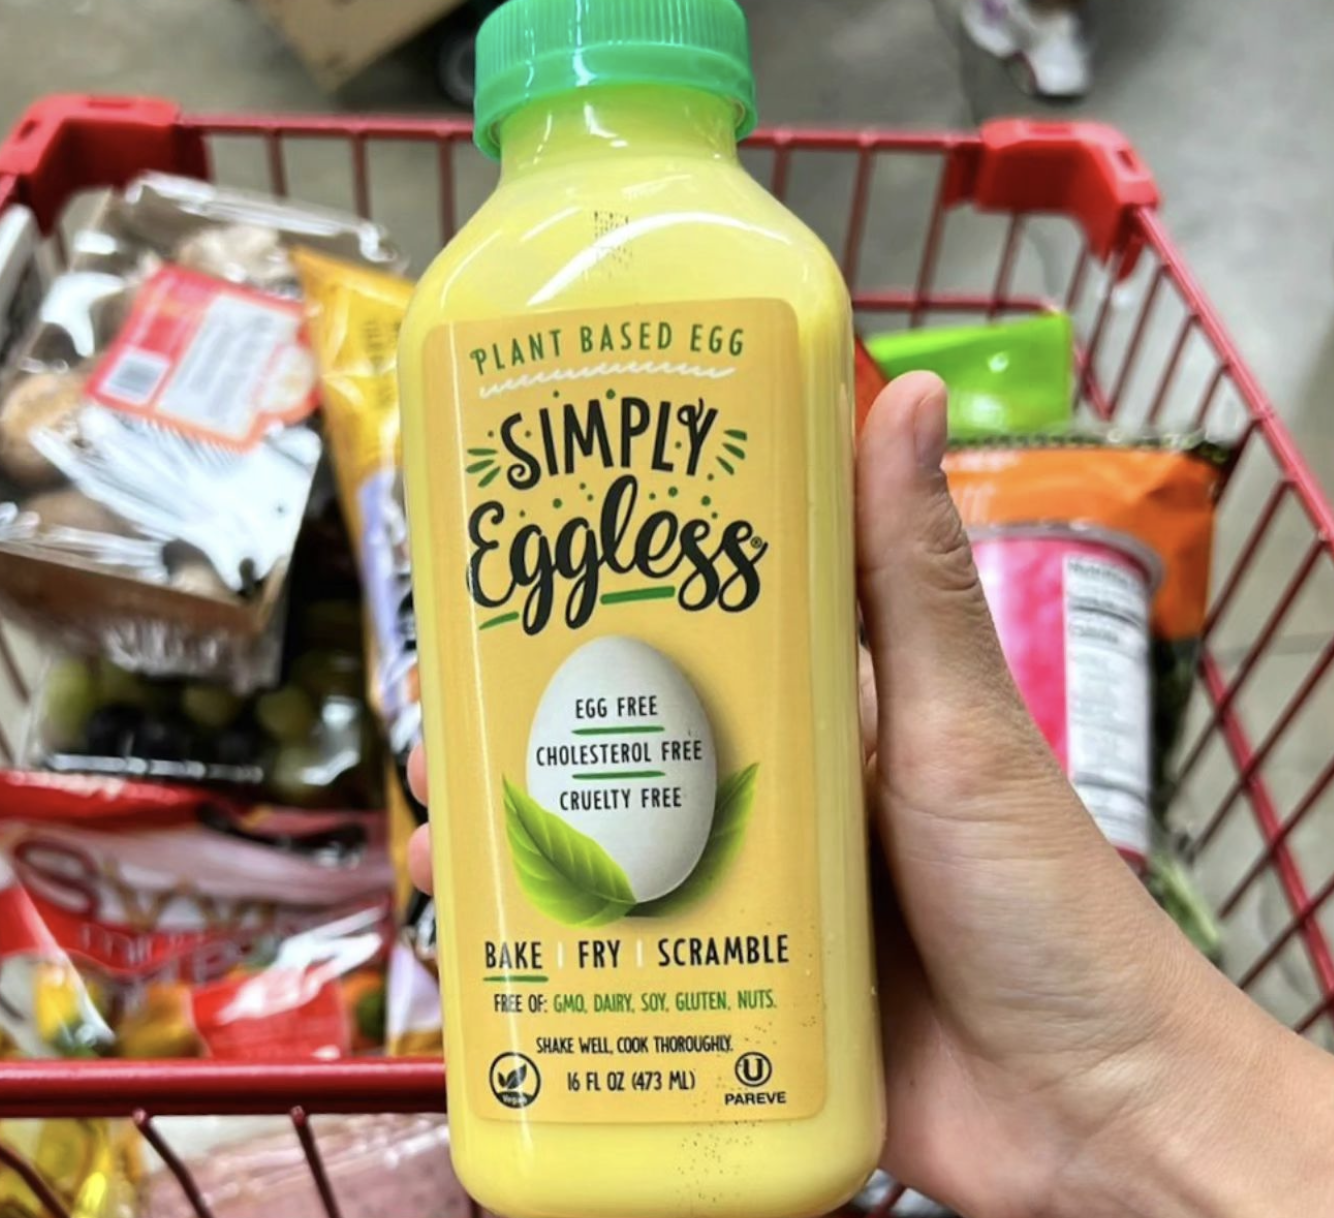 PLANT BASED EGG
SIMPLY
Eggless®
EGG FREE
CHOLESTEROL FREE
CRUELTY FREE
BAKE | FRY | SCRAMBLE
FREE OF: GMO, DAIRY, SOY, GLUTEN, NUTS.
SHAKE WELL, COOK THOROUGHLY.
Vegan
16 FL OZ (473 ML)
U
PAREVE